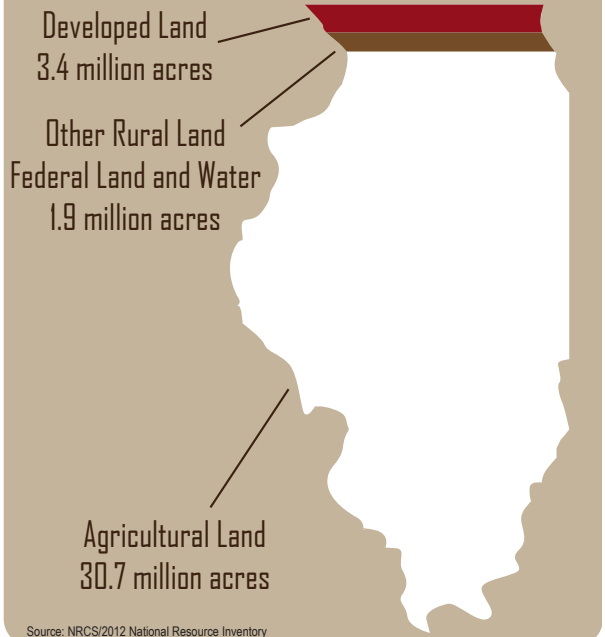 Developed Land
3.4 million acres
Other Rural Land
Federal Land and Water
1.9 million acres
Agricultural Land
30.7 million acres
Source: NRCS/2012 National Resource Inventory